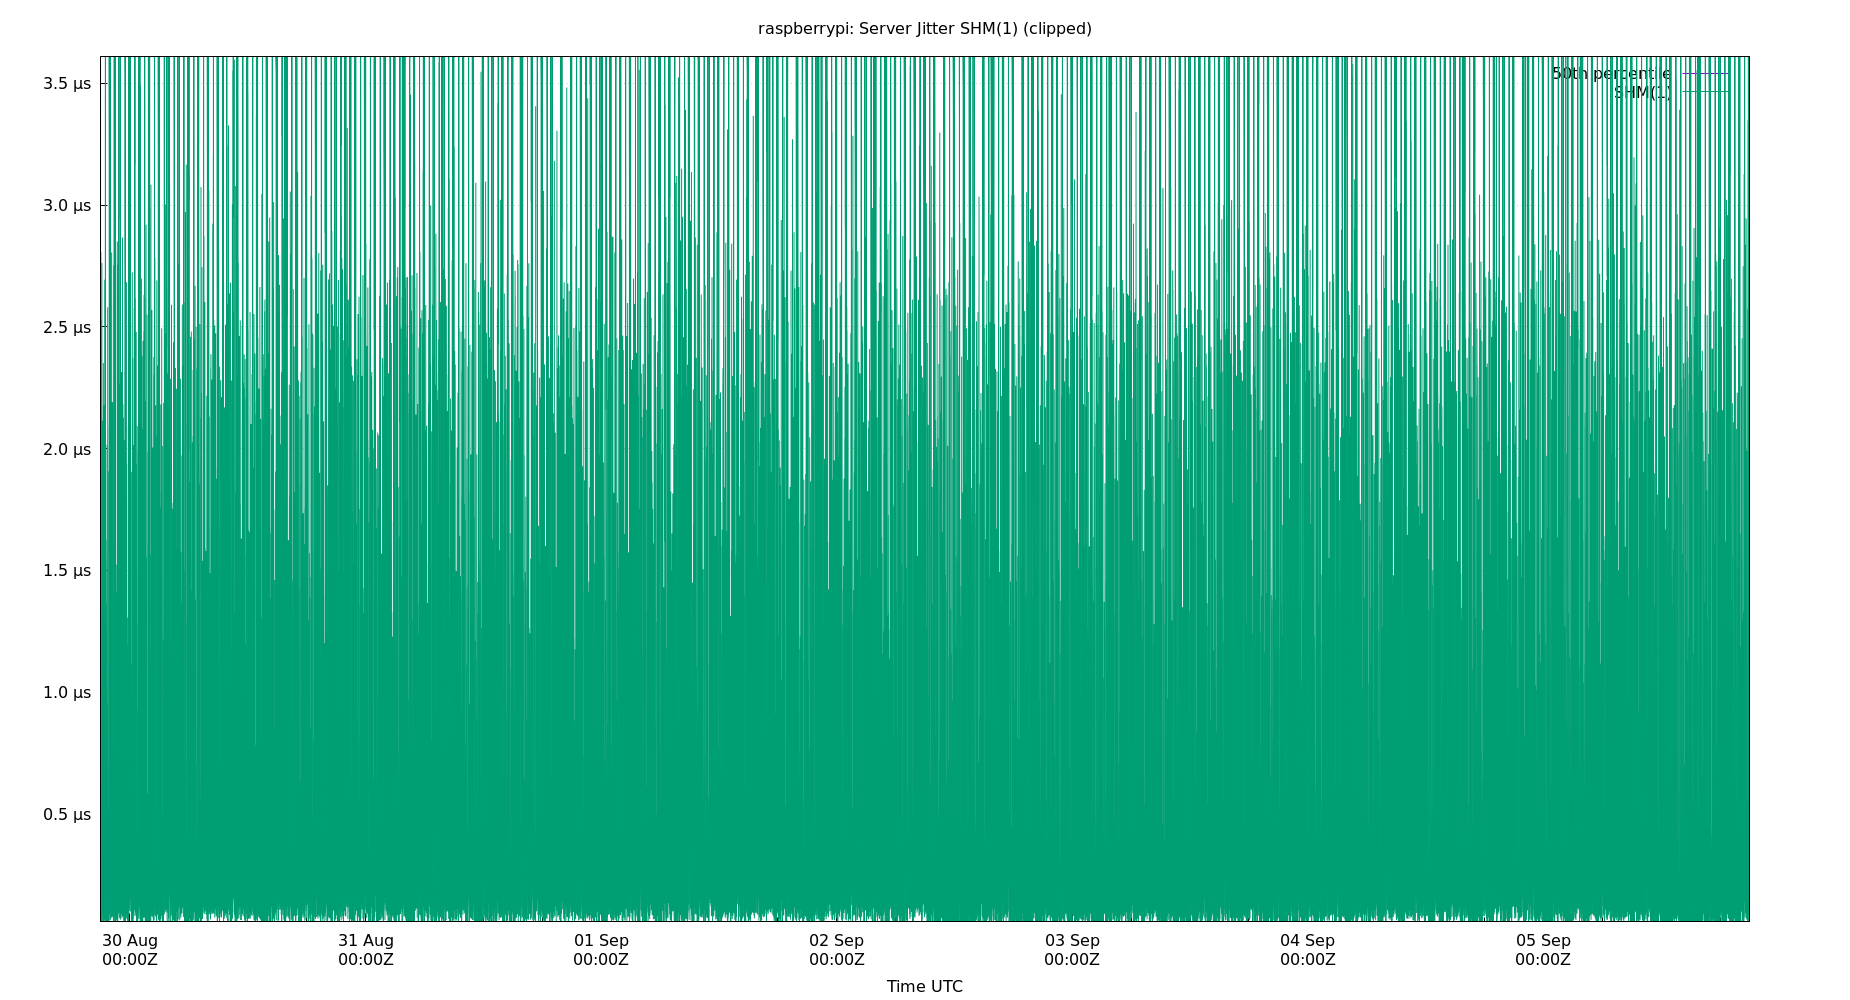 raspberrypi: Server Jitter SHM(1) (clipped)
50th percentile
SHM(1)
3.5 µs
3.0 µs
2.5 µs
2.0 µs
1.5 µs
1.0 µs
0.5 µs
30 Aug 31 Aug 01 Sep 02 Sep 03 Sep 04 Sep 05 Sep
00:00Z 00:00Z 00:00Z 00:00Z 00:00Z 00:00Z 00:00Z
Time UTC